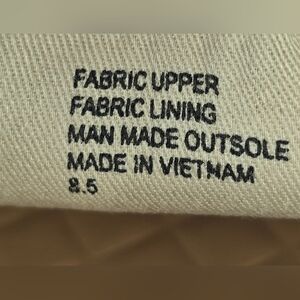 FABRIC UPPER
FABRIC LINING
MAN MADE OUTSOLE
MADE IN VIETNAM
8.5